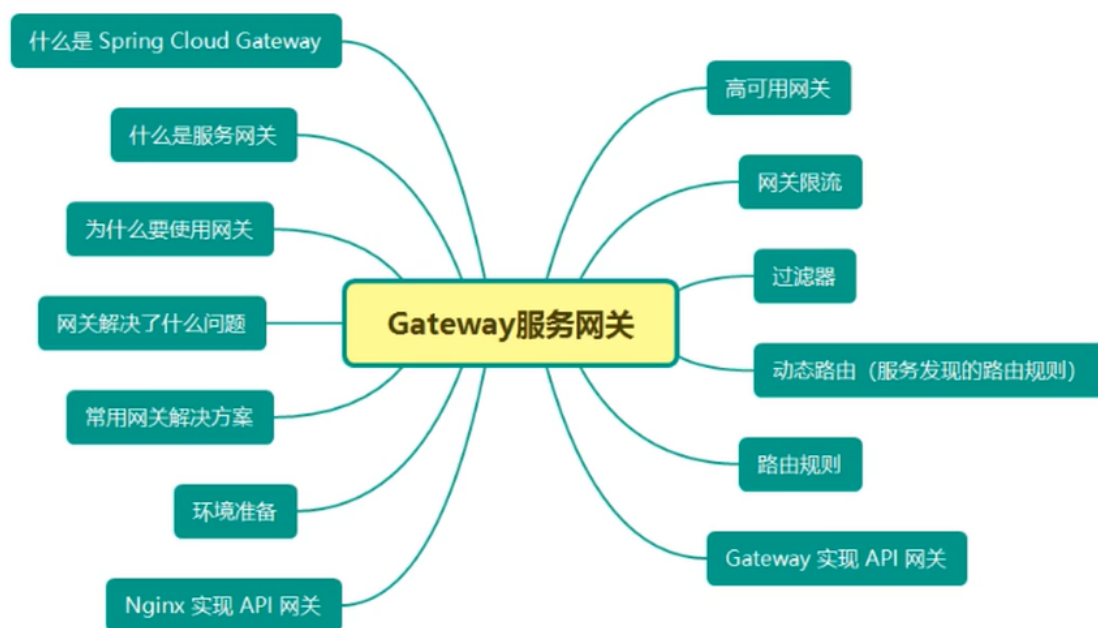 什么是 Spring Cloud Gateway
什么是服务网关
为什么要使用网关
网关解决了什么问题
常用网关解决方案
环境准备
Nginx 实现 API 网关
Gateway服务网关
高可用网关
网关限流
过滤器
动态路由（服务发现的路由规则）
路由规则
Gateway 实现 API 网关